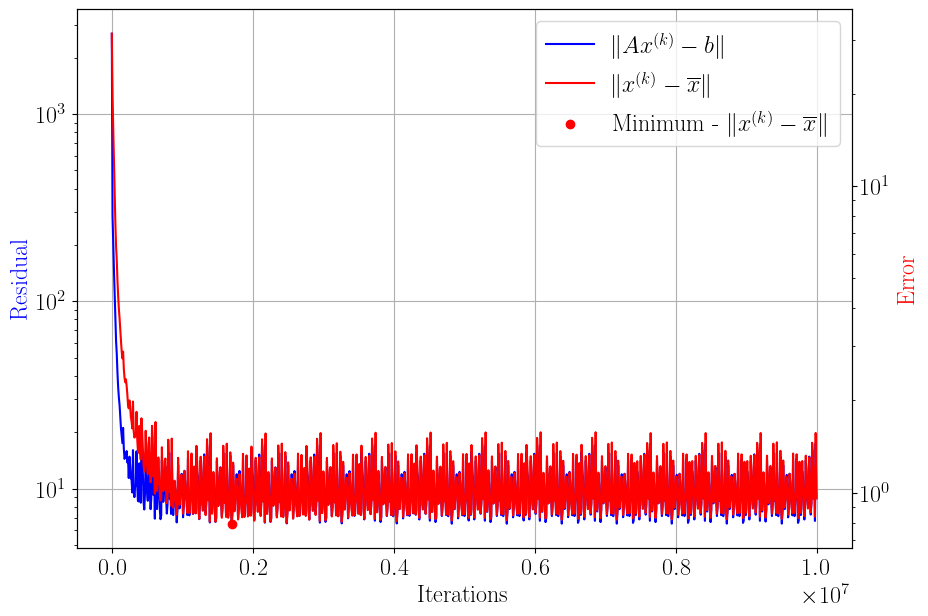 ‖Ax^(k) − b‖
‖x^(k) − x̅‖
Minimum - ‖x^(k) − x̅‖
10^3
10^2
10^1
Residual
10^1
10^0
Error
0.0 0.2 0.4 0.6 0.8 1.0
Iterations
×10^7